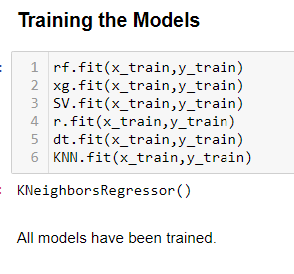 Training the Models
1 rf.fit(x_train,y_train)
2 xg.fit(x_train,y_train)
3 SV.fit(x_train,y_train)
4 r.fit(x_train,y_train)
5 dt.fit(x_train,y_train)
6 KNN.fit(x_train,y_train)
KNeighborsRegressor()
All models have been trained.